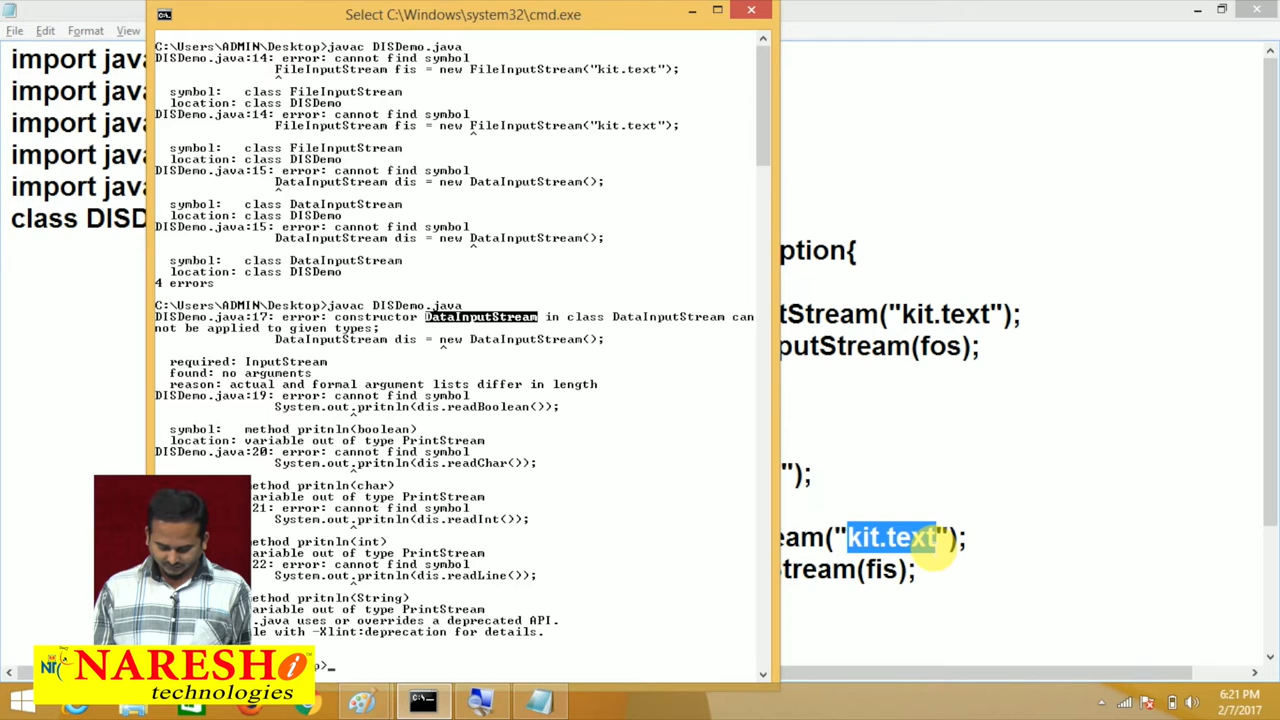 Select C:\Windows\system32\cmd.exe
File Edit Format View
import java
import java
import java
import java
import java
class DISD
ption{
tStream("kit.text");
putStream(fos);
");
eam("kit.text");
Stream(fis);
C:\Users\ADMIN\Desktop>javac DISDemo.java
DISDemo.java:14: error: cannot find symbol
FileInputStream fis = new FileInputStream("kit.text");
^
symbol: class FileInputStream
location: class DISDemo
DISDemo.java:14: error: cannot find symbol
FileInputStream fis = new FileInputStream("kit.text");
^
symbol: class FileInputStream
location: class DISDemo
DISDemo.java:15: error: cannot find symbol
DataInputStream dis = new DataInputStream();
^
symbol: class DataInputStream
location: class DISDemo
DISDemo.java:15: error: cannot find symbol
DataInputStream dis = new DataInputStream();
^
symbol: class DataInputStream
location: class DISDemo
4 errors
C:\Users\ADMIN\Desktop>javac DISDemo.java
DISDemo.java:17: error: constructor DataInputStream in class DataInputStream can
not be applied to given types;
DataInputStream dis = new DataInputStream();
^
required: InputStream
found: no arguments
reason: actual and formal argument lists differ in length
DISDemo.java:19: error: cannot find symbol
System.out.pritnln(dis.readBoolean());
^
symbol: method pritnln(boolean)
location: variable out of type PrintStream
DISDemo.java:20: error: cannot find symbol
System.out.pritnln(dis.readChar());
^
method pritnln(char)
ariable out of type PrintStream
21: error: cannot find symbol
System.out.pritnln(dis.readInt());
^
method pritnln(int)
ariable out of type PrintStream
22: error: cannot find symbol
System.out.pritnln(dis.readLine());
^
method pritnln(String)
ariable out of type PrintStream
.java uses or overrides a deprecated API.
le with -Xlint:deprecation for details.
p>_
NARESH i
technologies
6:21 PM
2/7/2017